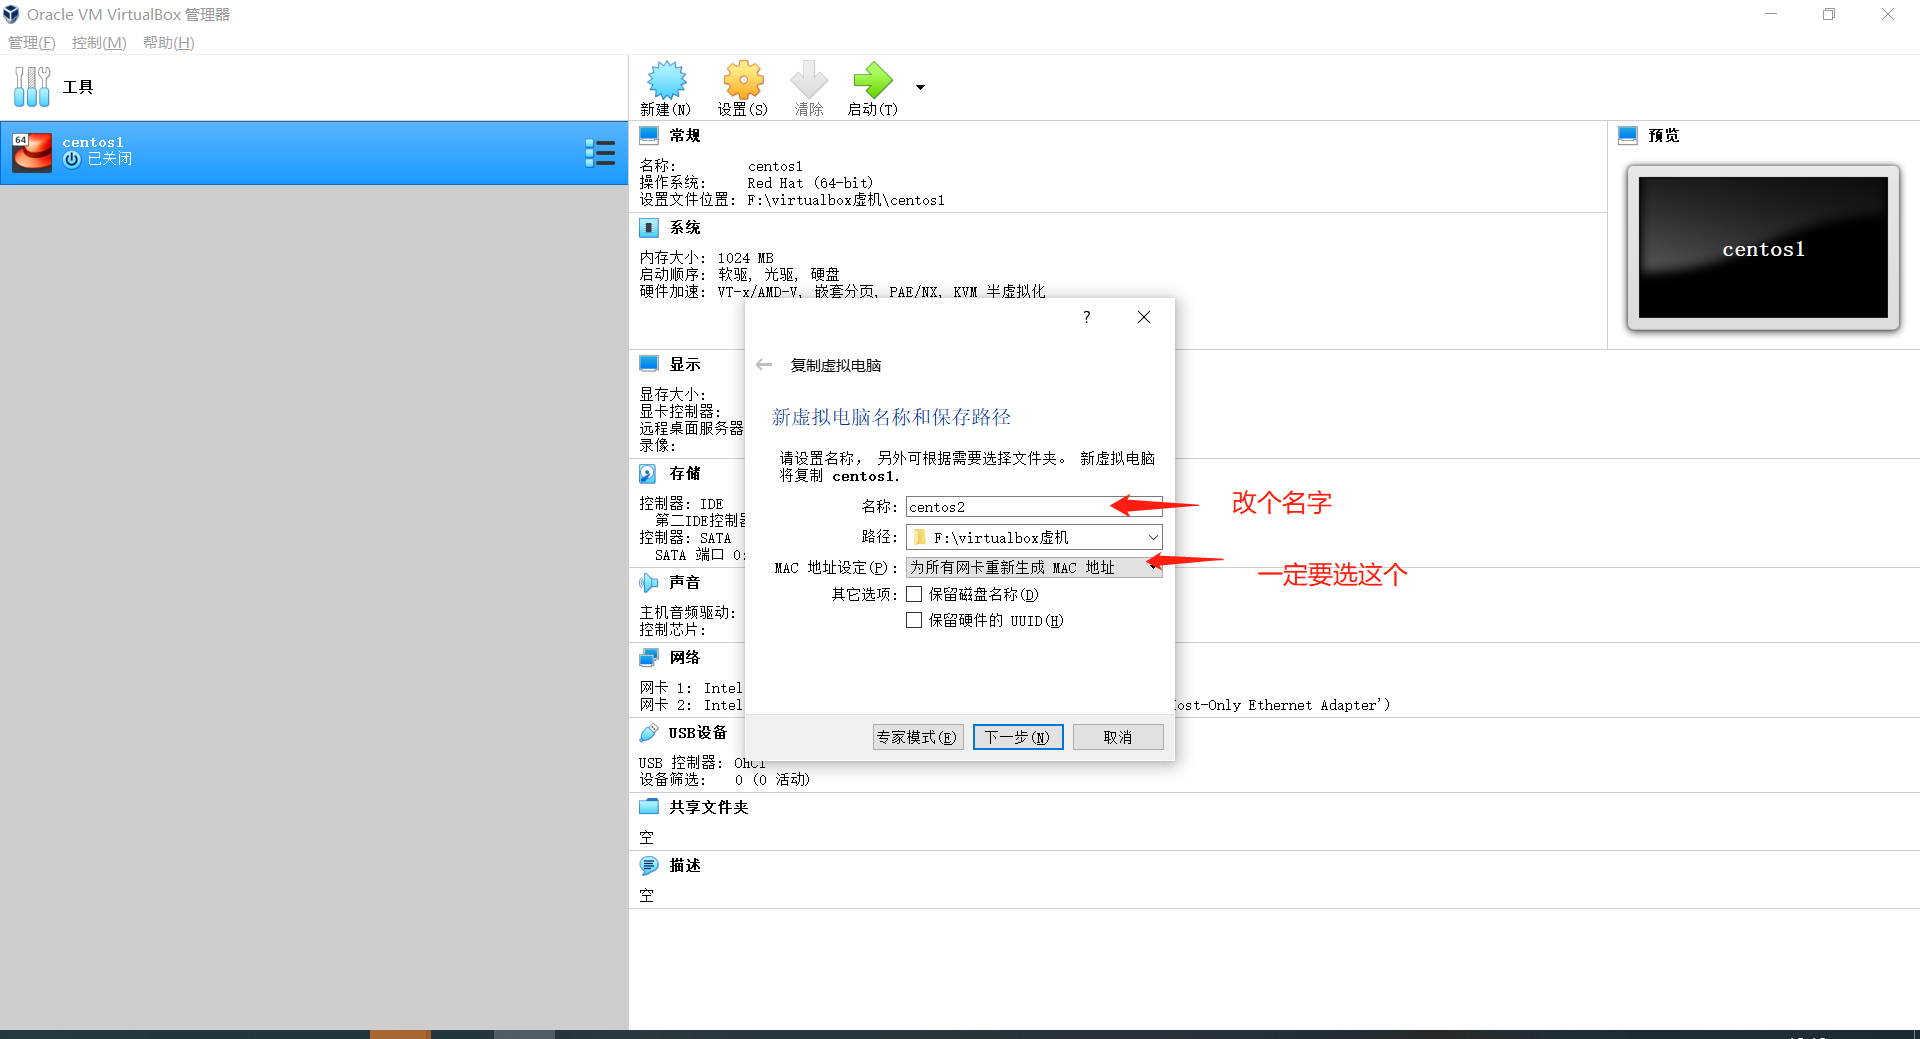 Oracle VM VirtualBox 管理器
管理(F) 控制(M) 帮助(H)
工具
新建(N) 设置(S) 清除 启动(T)
64
centos1
已关闭
常规
名称: centos1
操作系统: Red Hat (64-bit)
设置文件位置: F:\virtualbox虚机\centos1
预览
centos1
系统
内存大小: 1024 MB
启动顺序: 软驱, 光驱, 硬盘
硬件加速: VT-x/AMD-V, 嵌套分页, PAE/NX, KVM 半虚拟化
显示
显存大小:
显卡控制器:
远程桌面服务器
录像:
存储
控制器: IDE
第二IDE控制器
控制器: SATA
SATA 端口 0:
声音
主机音频驱动:
控制芯片:
网络
网卡 1: Intel
网卡 2: Intel
ost-Only Ethernet Adapter')
USB设备
USB 控制器: OHCI
设备筛选: 0 (0 活动)
共享文件夹
空
描述
空
?
复制虚拟电脑
新虚拟电脑名称和保存路径
请设置名称, 另外可根据需要选择文件夹。 新虚拟电脑
将复制 centos1.
名称: centos2
路径: F:\virtualbox虚机
MAC 地址设定(P): 为所有网卡重新生成 MAC 地址
其它选项: 保留磁盘名称(D)
保留硬件的 UUID(H)
专家模式(E) 下一步(N) 取消
改个名字
一定要选这个